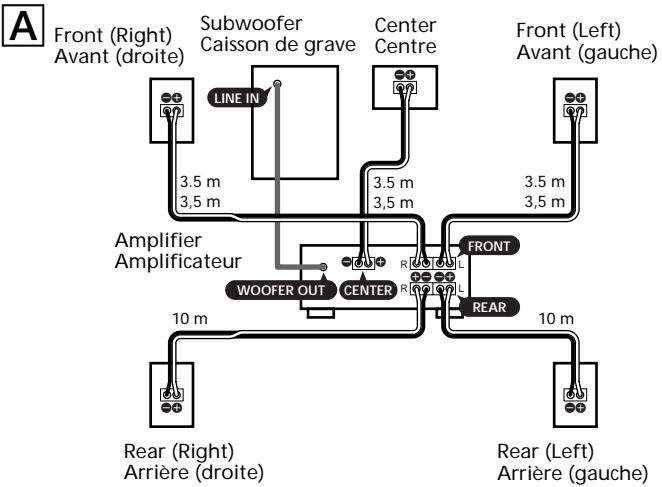 A
Front (Right)
Avant (droite)
Subwoofer
Caisson de grave
Center
Centre
Front (Left)
Avant (gauche)
LINE IN
3.5 m
3,5 m
3.5 m
3,5 m
3.5 m
3,5 m
Amplifier
Amplificateur
R
L
FRONT
WOOFER OUT
CENTER
R
L
REAR
10 m
10 m
Rear (Right)
Arrière (droite)
Rear (Left)
Arrière (gauche)